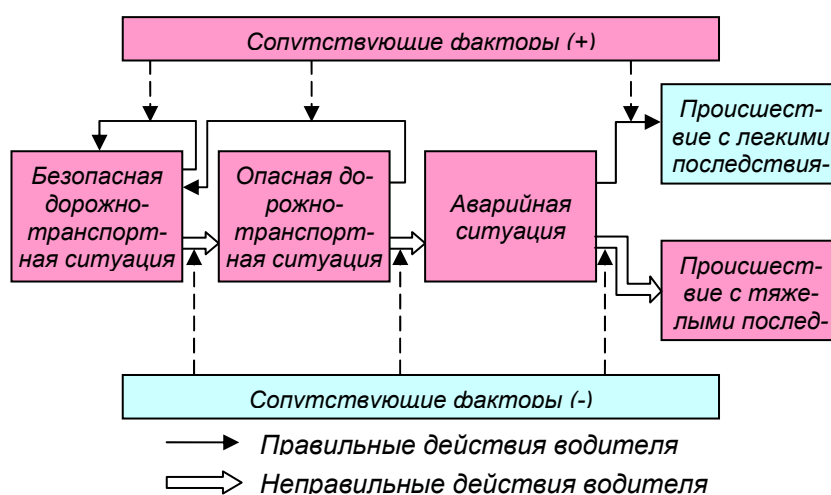 Сопутствующие факторы (+)
Происшест-
вие с легкими
последствия-
Безопасная
дорожно-
транспорт-
ная ситуация
Опасная до-
рожно-
транспорт-
ная ситуация
Аварийная
ситуация
Происшест-
вие с тяже-
лыми послед-
Сопутствующие факторы (-)
Правильные действия водителя
Неправильные действия водителя